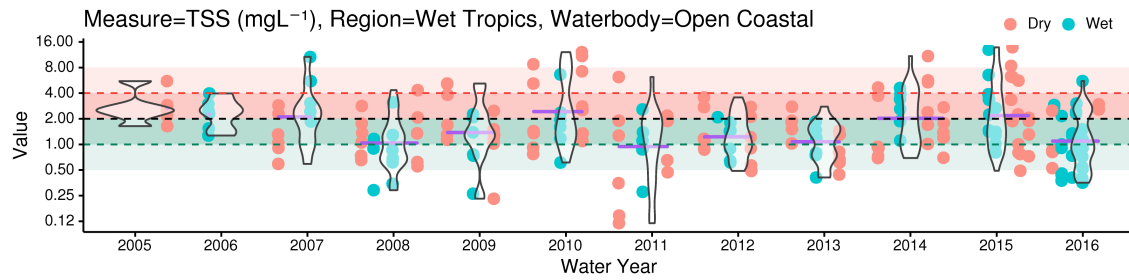 Measure=TSS (mgL⁻¹), Region=Wet Tropics, Waterbody=Open Coastal
Dry Wet
16.00
8.00
4.00
2.00
1.00
0.50
0.25
0.12
Value
2005 2006 2007 2008 2009 2010 2011 2012 2013 2014 2015 2016
Water Year